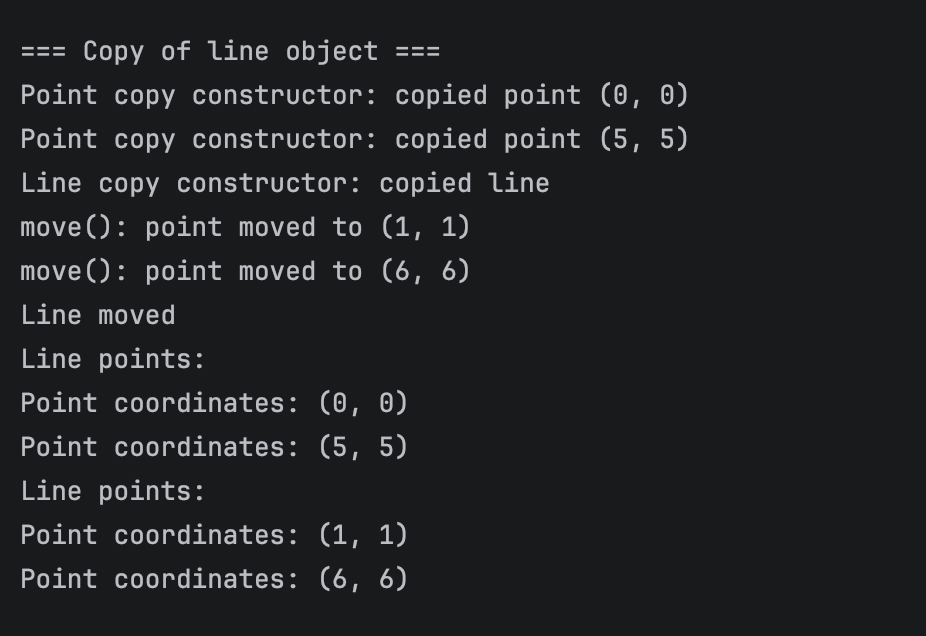 === Copy of line object ===
Point copy constructor: copied point (0, 0)
Point copy constructor: copied point (5, 5)
Line copy constructor: copied line
move(): point moved to (1, 1)
move(): point moved to (6, 6)
Line moved
Line points:
Point coordinates: (0, 0)
Point coordinates: (5, 5)
Line points:
Point coordinates: (1, 1)
Point coordinates: (6, 6)